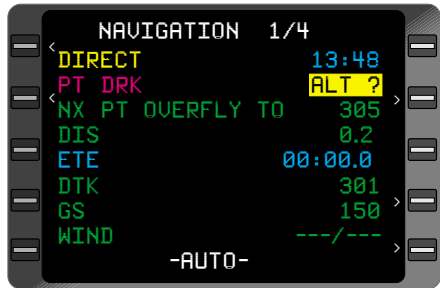 NAVIGATION 1/4
<DIRECT 13:48
PT DRK ALT ?
<NX PT OVERFLY TO 305>
DIS 0.2
ETE 00:00.0
DTK 301
GS 150>
WIND ---/--->
-AUTO-